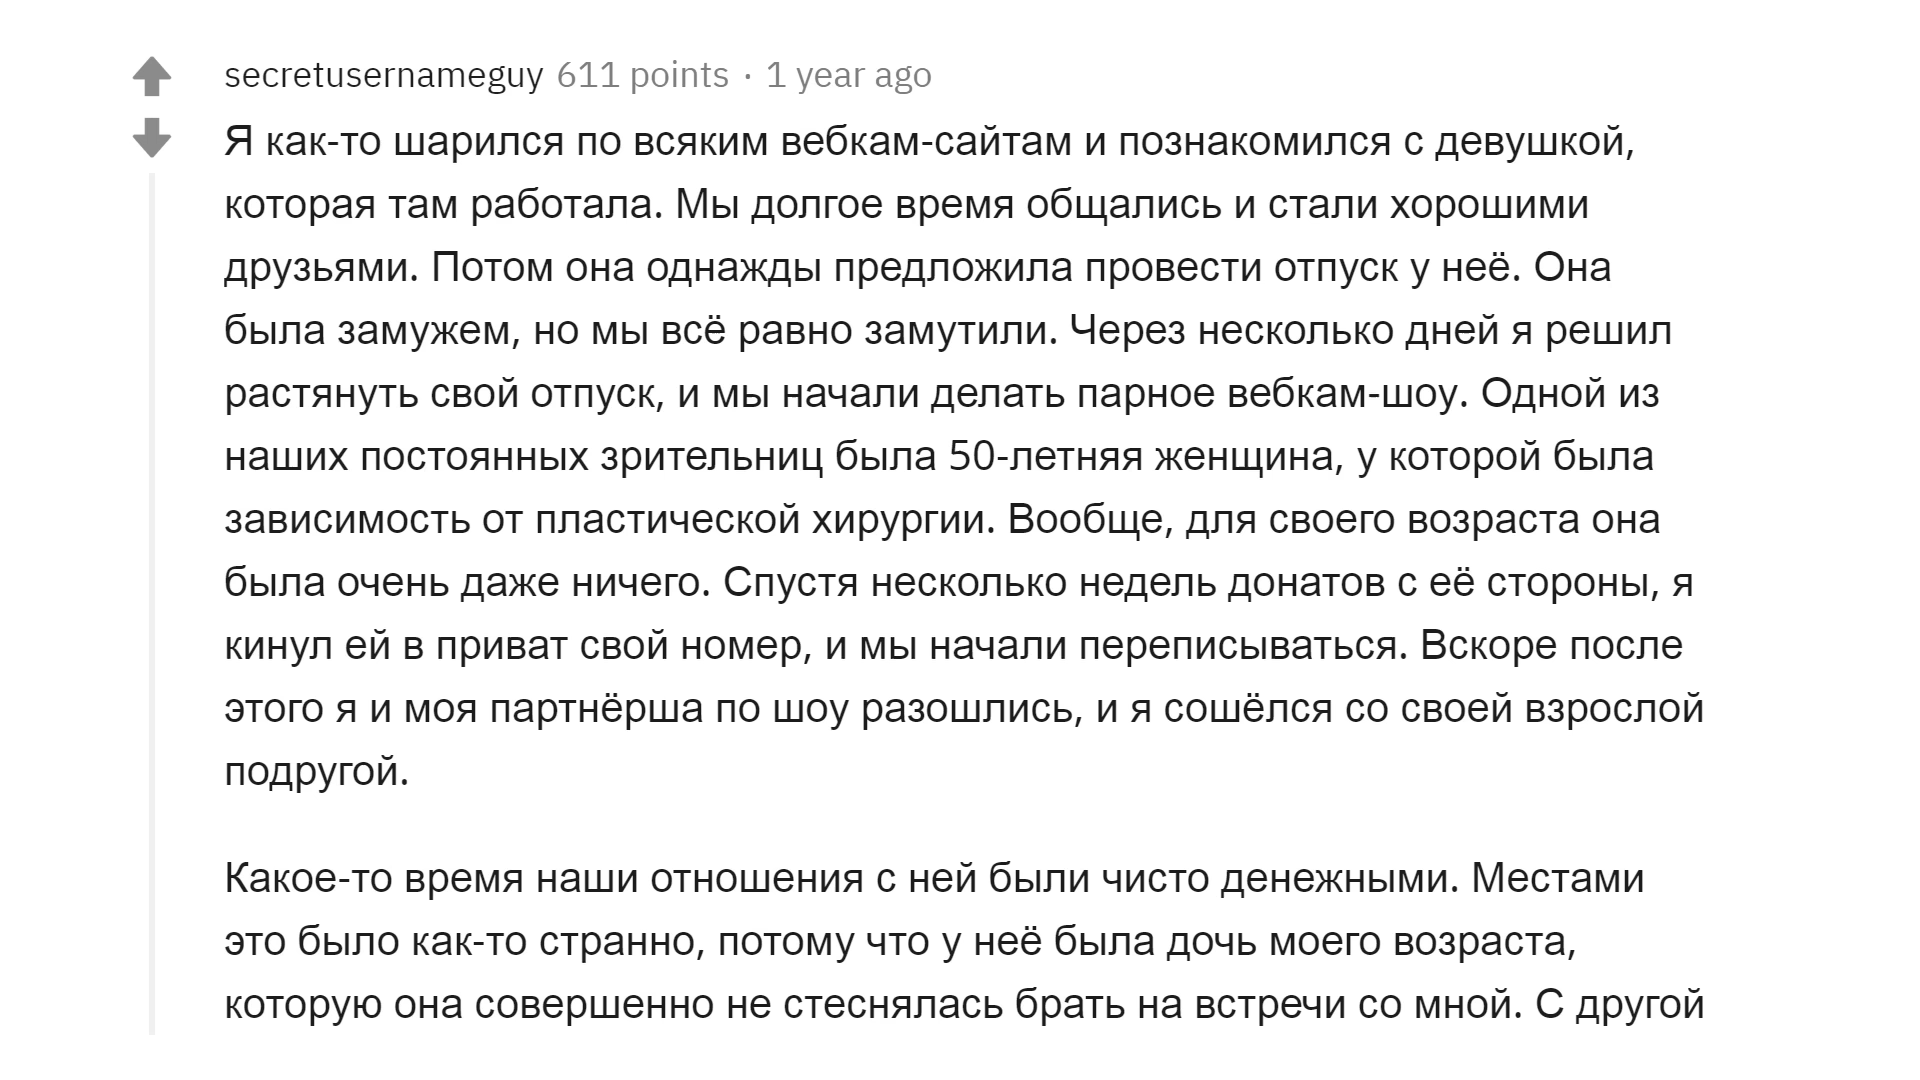 secretusernameguy 611 points · 1 year ago
Я как-то шарился по всяким вебкам-сайтам и познакомился с девушкой,
которая там работала. Мы долгое время общались и стали хорошими
друзьями. Потом она однажды предложила провести отпуск у неё. Она
была замужем, но мы всё равно замутили. Через несколько дней я решил
растянуть свой отпуск, и мы начали делать парное вебкам-шоу. Одной из
наших постоянных зрительниц была 50-летняя женщина, у которой была
зависимость от пластической хирургии. Вообще, для своего возраста она
была очень даже ничего. Спустя несколько недель донатов с её стороны, я
кинул ей в приват свой номер, и мы начали переписываться. Вскоре после
этого я и моя партнёрша по шоу разошлись, и я сошёлся со своей взрослой
подругой.
Какое-то время наши отношения с ней были чисто денежными. Местами
это было как-то странно, потому что у неё была дочь моего возраста,
которую она совершенно не стеснялась брать на встречи со мной. С другой